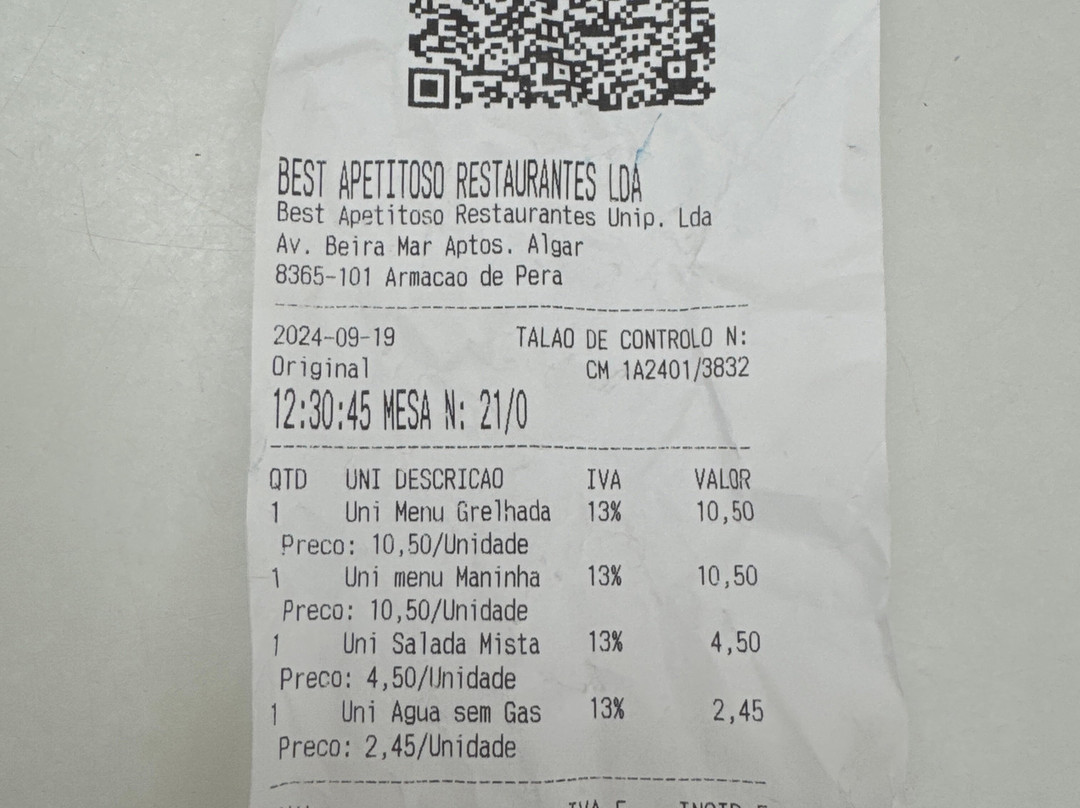 BEST APETITOSO RESTAURANTES LDA
Best Apetitoso Restaurantes Unip. Lda
Av. Beira Mar Aptos. Algar
8365-101 Armacao de Pera
2024-09-19 TALAO DE CONTROLO N:
Original CM 1A2401/3832
12:30:45 MESA N: 21/0
QTD UNI DESCRICAO IVA VALOR
1 Uni Menu Grelhada 13% 10,50
Preco: 10,50/Unidade
1 Uni menu Maninha 13% 10,50
Preco: 10,50/Unidade
1 Uni Salada Mista 13% 4,50
Preco: 4,50/Unidade
1 Uni Agua sem Gas 13% 2,45
Preco: 2,45/Unidade